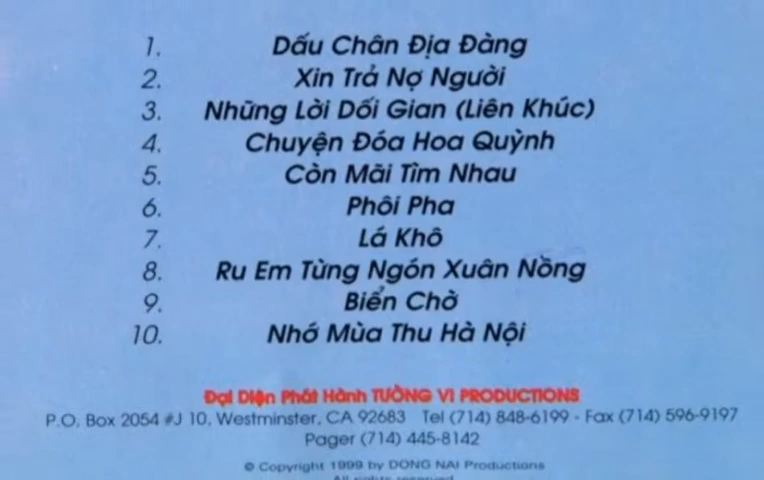 1. Dấu Chân Địa Đàng
2. Xin Trả Nợ Người
3. Những Lời Dối Gian (Liên Khúc)
4. Chuyện Đóa Hoa Quỳnh
5. Còn Mãi Tìm Nhau
6. Phôi Pha
7. Lá Khô
8. Ru Em Từng Ngón Xuân Nồng
9. Biển Chờ
10. Nhớ Mùa Thu Hà Nội
Đại Diện Phát Hành TƯỜNG VI PRODUCTIONS
P.O. Box 2054 #J 10, Westminster, CA 92683 Tel (714) 848-6199 - Fax (714) 596-9197
Pager (714) 445-8142
© Copyright 1999 by DONG NAI Productions
All rights reserved